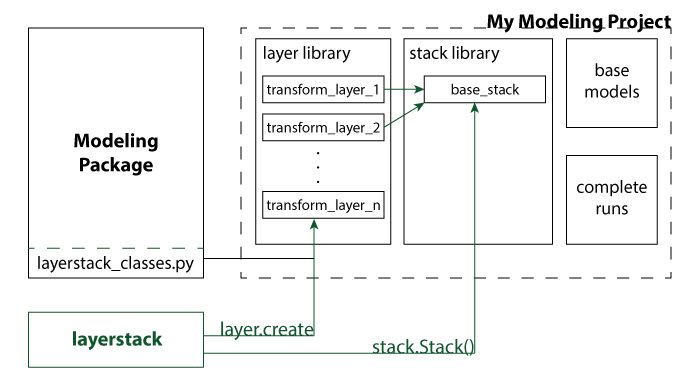 My Modeling Project
layer library
stack library
transform_layer_1
base_stack
base
models
transform_layer_2
Modeling
Package
complete
runs
transform_layer_n
layerstack_classes.py
layerstack
layer.create
stack.Stack()